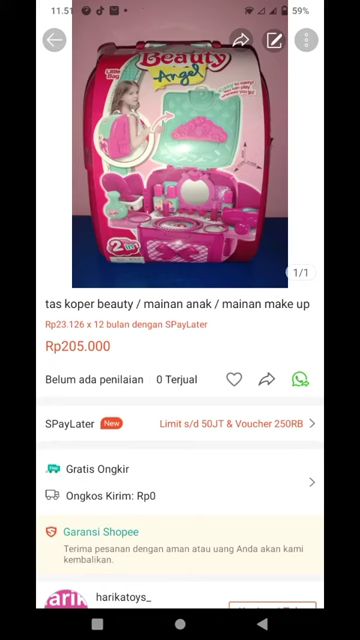 11.51
59%
Beauty
Angel
Little Bag
2 in 1
1/1
tas koper beauty / mainan anak / mainan make up
Rp23.126 x 12 bulan dengan SPayLater
Rp205.000
Belum ada penilaian 0 Terjual
SPayLater New Limit s/d 50JT & Voucher 250RB
Gratis Ongkir
Ongkos Kirim: Rp0
Garansi Shopee
Terima pesanan dengan aman atau uang Anda akan kami
kembalikan.
harikatoys_